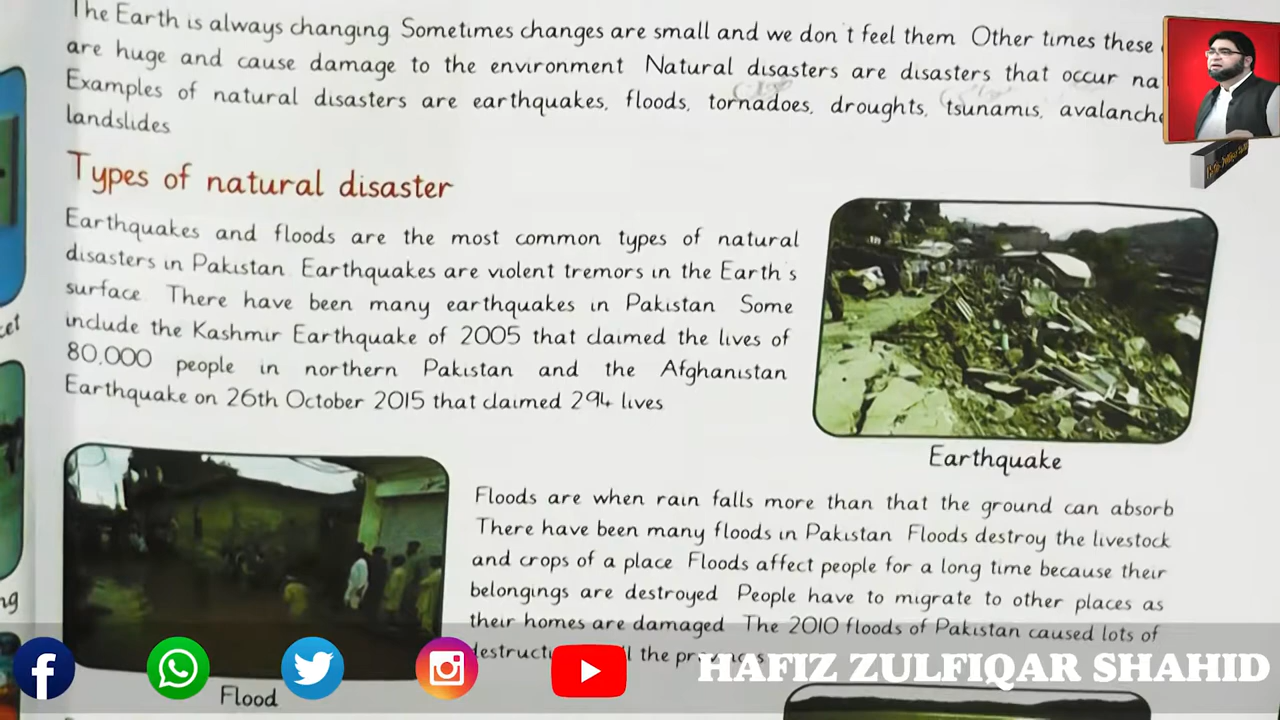 The Earth is always changing Sometimes changes are small and we don't feel them Other times these
are huge and cause damage to the environment Natural disasters are disasters that occur
Examples of natural disasters are earthquakes, floods, tornadoes, droughts, tsunamis,
landslides
Types of natural disaster
Earthquakes and floods are the most common types of natural
disasters in Pakistan Earthquakes are violent tremors in the Earth's
surface There have been many earthquakes in Pakistan Some
include the Kashmir Earthquake of 2005 that claimed the lives of
80,000 people in northern Pakistan and the Afghanistan
Earthquake on 26th October 2015 that claimed 294 lives
Earthquake
Floods are when rain falls more than that the ground can absorb
There have been many floods in Pakistan Floods destroy the livestock
and crops of a place Floods affect people for a long time because their
belongings are destroyed People have to migrate to other places as
their homes are damaged The 2010 floods of Pakistan caused lots of
the
Flood
HAFIZ ZULFIQAR SHAHID